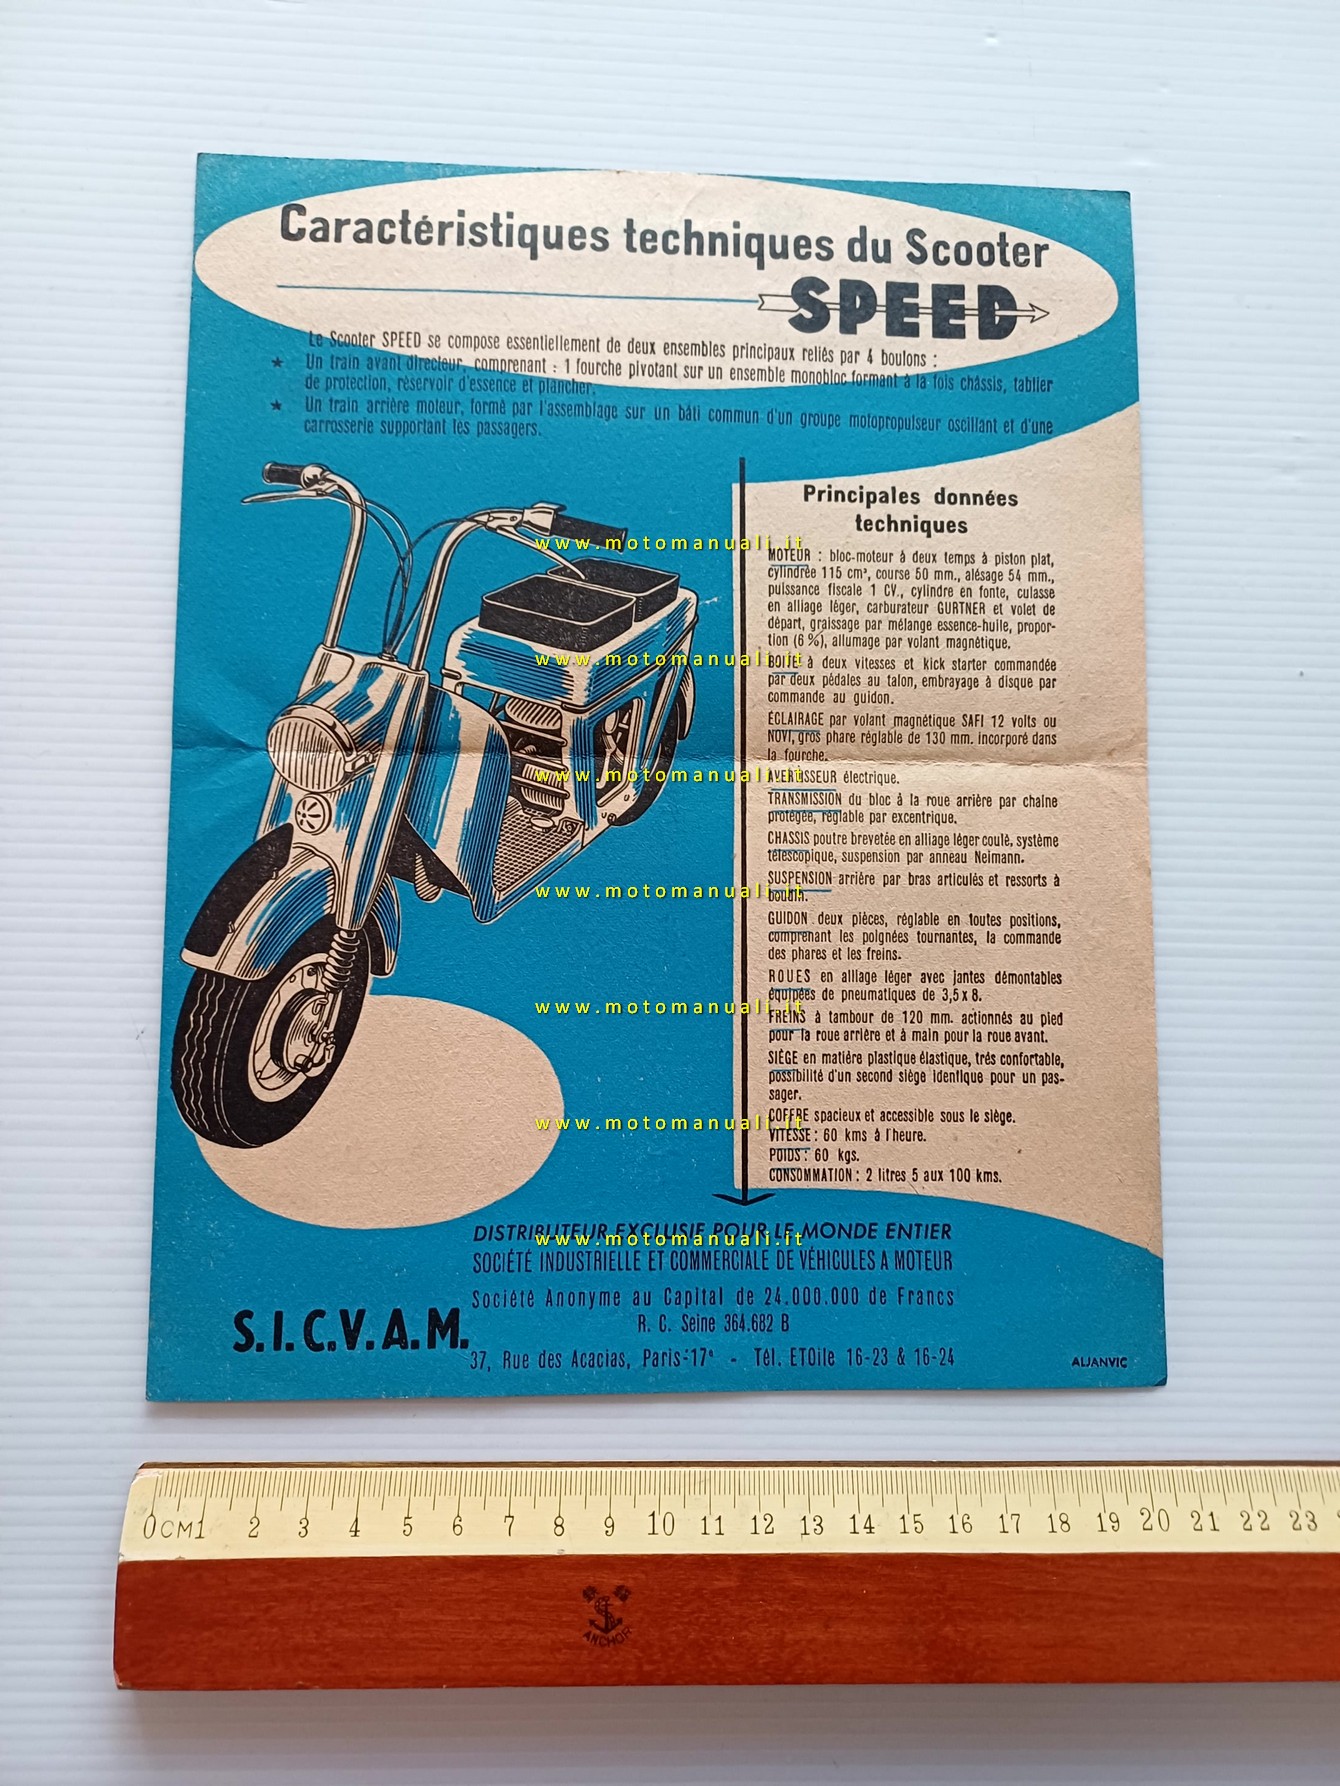 Caractéristiques techniques du Scooter
SPEED
Le Scooter SPEED se compose essentiellement de deux ensembles principaux reliés par 4 boulons :
★ Un train avant directeur, comprenant : 1 fourche pivotant sur un ensemble monobloc formant à la fois châssis, tablier
de protection, réservoir d'essence et plancher.
★ Un train arrière moteur, formé par l'assemblage sur un bâti commun d'un groupe motopropulseur oscillant et d'une
carrosserie supportant les passagers.
Principales données
techniques
MOTEUR : bloc-moteur à deux temps à piston plat,
cylindrée 115 cm³, course 50 mm., alésage 54 mm.,
puissance fiscale 1 CV., cylindre en fonte, culasse
en alliage léger, carburateur GURTNER et volet de
départ, graissage par mélange essence-huile, propor-
tion (6 %), allumage par volant magnétique.
BOITE à deux vitesses et kick starter commandée
par deux pédales au talon, embrayage à disque par
commande au guidon.
ÉCLAIRAGE par volant magnétique SAFI 12 volts ou
NOVI, gros phare réglable de 130 mm. incorporé dans
la fourche.
AVERTISSEUR électrique.
TRANSMISSION du bloc à la roue arrière par chaîne
protégée, réglable par excentrique.
CHASSIS poutre brevetée en alliage léger coulé, système
télescopique, suspension par anneau Neimann.
SUSPENSION arrière par bras articulés et ressorts à
boudin.
GUIDON deux pièces, réglable en toutes positions,
comprenant les poignées tournantes, la commande
des phares et les freins.
ROUES en alliage léger avec jantes démontables
équipées de pneumatiques de 3,5 x 8.
FREINS à tambour de 120 mm. actionnés au pied
pour la roue arrière et à main pour la roue avant.
SIÈGE en matière plastique élastique, trés confortable,
possibilité d'un second siège identique pour un pas-
sager.
COFFRE spacieux et accessible sous le siège.
VITESSE : 60 kms à l'heure.
POIDS : 60 kgs.
CONSOMMATION : 2 litres 5 aux 100 kms.
www.motomanuali.it
www.motomanuali.it
www.motomanuali.it
www.motomanuali.it
www.motomanuali.it
www.motomanuali.it
www.motomanuali.it
DISTRIBUTEUR EXCLUSIF POUR LE MONDE ENTIER
SOCIÉTÉ INDUSTRIELLE ET COMMERCIALE DE VÉHICULES A MOTEUR
Société Anonyme au Capital de 24.000.000 de Francs
R. C. Seine 364.682 B
S.I.C.V.A.M.
37, Rue des Acacias, Paris-17e - Tél. ETOile 16-23 & 16-24
ALJANVIC
0CM1 2 3 4 5 6 7 8 9 10 11 12 13 14 15 16 17 18 19 20 21 22 23
ANCHOR